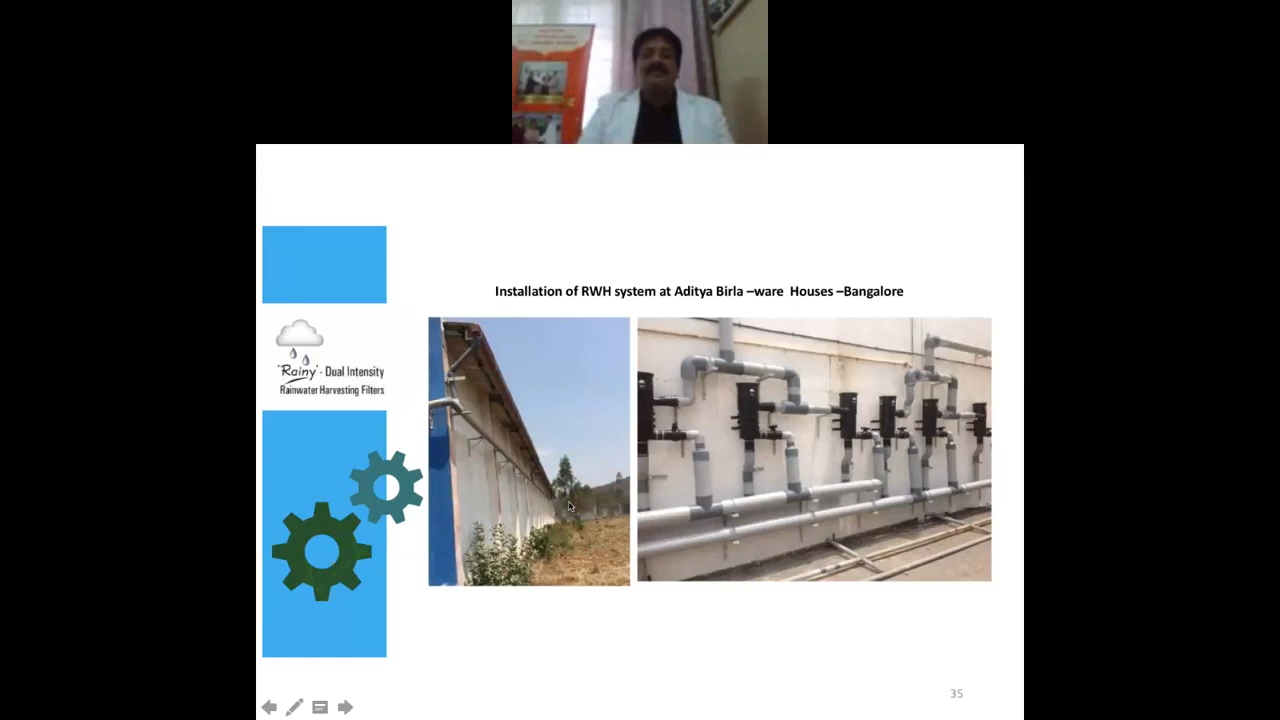 Installation of RWH system at Aditya Birla –ware  Houses –Bangalore
'Rainy' - Dual Intensity
Rainwater Harvesting Filters
35